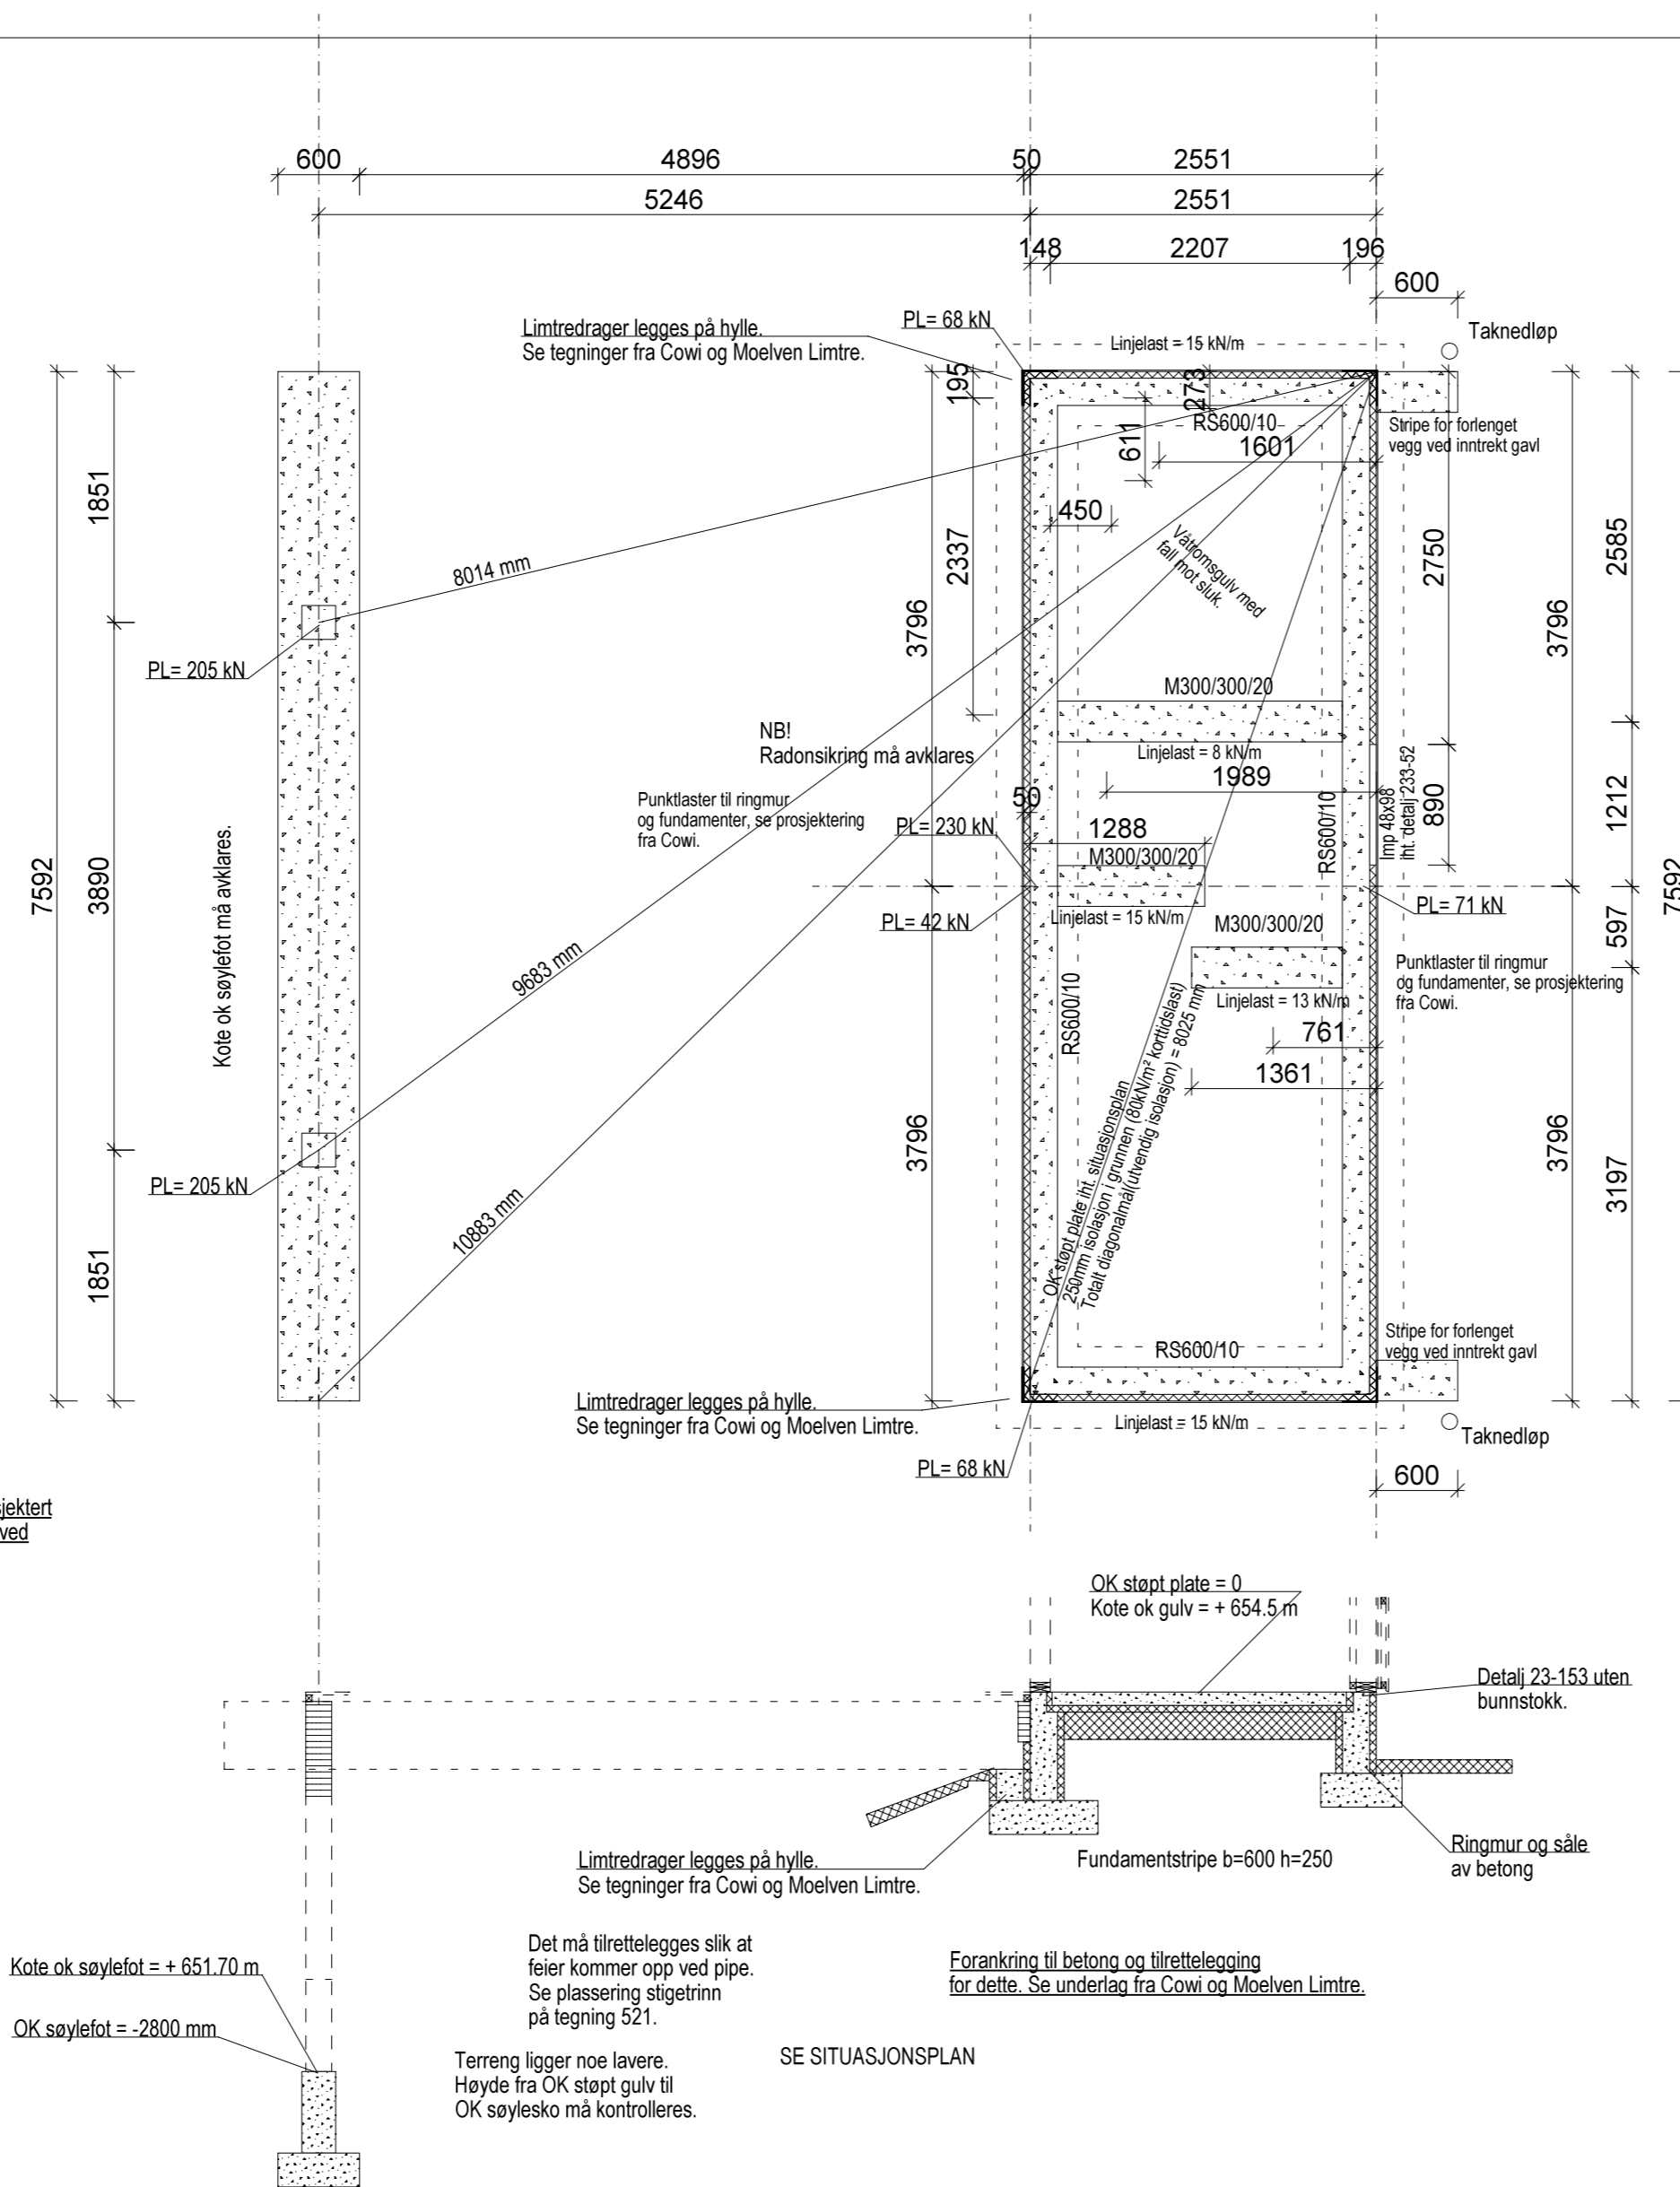 600
4896
50
2551
5246
2551
148
2207
196
600
Limtredrager legges på hylle.
Se tegninger fra Cowi og Moelven Limtre.
PL= 68 kN
Linjelast = 15 kN/m
Taknedløp
195
273
611
RS600/10
1601
Stripe for forlenget
vegg ved inntrekt gavl
450
Våtromsgulv med
fall mot sluk.
1851
2337
3796
2750
3796
2585
8014 mm
PL= 205 kN
M300/300/20
Linjelast = 8 kN/m
NB!
Radonsikring må avklares
1989
50
Punktlaster til ringmur
og fundamenter, se prosjektering
fra Cowi.
PL= 230 kN
1288
M300/300/20
RS600/10
Imp 48x98
iht. detalj 233-52
890
1212
7592
3890
Kote ok søylefot må avklares.
7592
PL= 42 kN
Linjelast = 15 kN/m
PL= 71 kN
M300/300/20
597
9683 mm
Linjelast = 13 kN/m
Punktlaster til ringmur
og fundamenter, se prosjektering
fra Cowi.
RS600/10
761
1361
3796
3796
3197
PL= 205 kN
10883 mm
OK støpt plate iht. situasjonsplan
250mm isolasjon i grunnen (80kN/m² korttidslast)
Totalt diagonalmål(utvendig isolasjon) = 8025 mm
1851
RS600/10
Stripe for forlenget
vegg ved inntrekt gavl
Limtredrager legges på hylle.
Se tegninger fra Cowi og Moelven Limtre.
Linjelast = 15 kN/m
Taknedløp
PL= 68 kN
600
sjektert
ved
OK støpt plate = 0
Kote ok gulv = + 654.5 m
Detalj 23-153 uten
bunnstokk.
Limtredrager legges på hylle.
Se tegninger fra Cowi og Moelven Limtre.
Fundamentstripe b=600 h=250
Ringmur og såle
av betong
Det må tilrettelegges slik at
feier kommer opp ved pipe.
Se plassering stigetrinn
på tegning 521.
Forankring til betong og tilrettelegging
for dette. Se underlag fra Cowi og Moelven Limtre.
Kote ok søylefot = + 651.70 m
OK søylefot = -2800 mm
Terreng ligger noe lavere.
Høyde fra OK støpt gulv til
OK søylesko må kontrolleres.
SE SITUASJONSPLAN